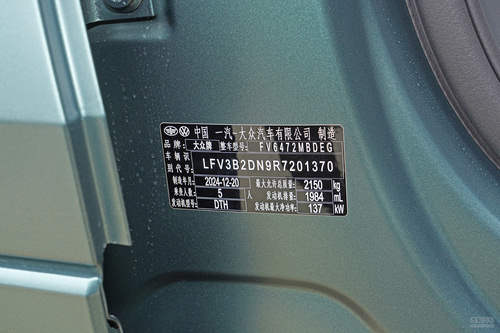 中国 一汽-大众汽车有限公司 制造
品牌: 大众牌 整车型号: FV6472MBDEG
车辆识别代号: LFV3B2DN9R7201370
制造年月 2024-12-20 最大允许总质量: 2150 kg
乘坐人数: 5 人 发动机排量: 1984 mL
发动机型号: DTH 发动机最大净功率: 137 kW